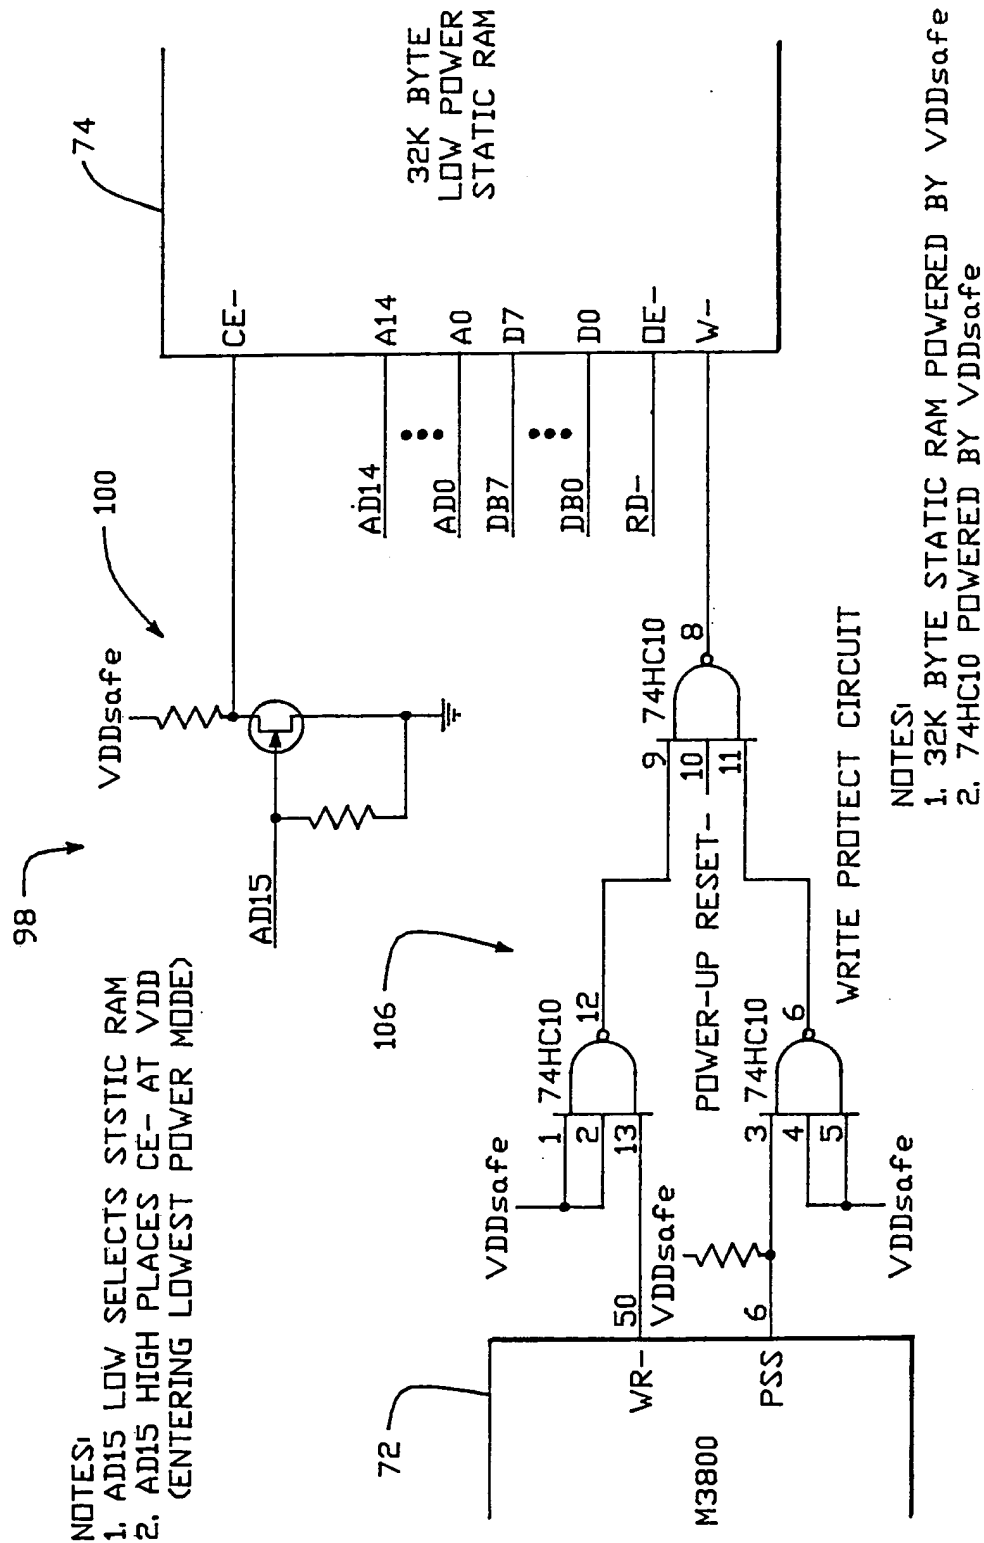 NOTES:
1. AD15 LOW SELECTS STSTIC RAM
2. AD15 HIGH PLACES CE- AT VDD
(ENTERING LOWEST POWER MODE)
98
100
74
VDDsafe
AD15
CE-
32K BYTE
LOW POWER
STATIC RAM
AD14
A14
AD0
A0
DB7
D7
DB0
D0
RD-
OE-
W-
106
72
M3800
WR-
50
PSS
6
VDDsafe
1
2
13
74HC10
12
VDDsafe
3
4
5
74HC10
6
VDDsafe
POWER-UP RESET-
9
10
11
74HC10
8
WRITE PROTECT CIRCUIT
NOTES:
1. 32K BYTE STATIC RAM POWERED BY VDDsafe
2. 74HC10 POWERED BY VDDsafe